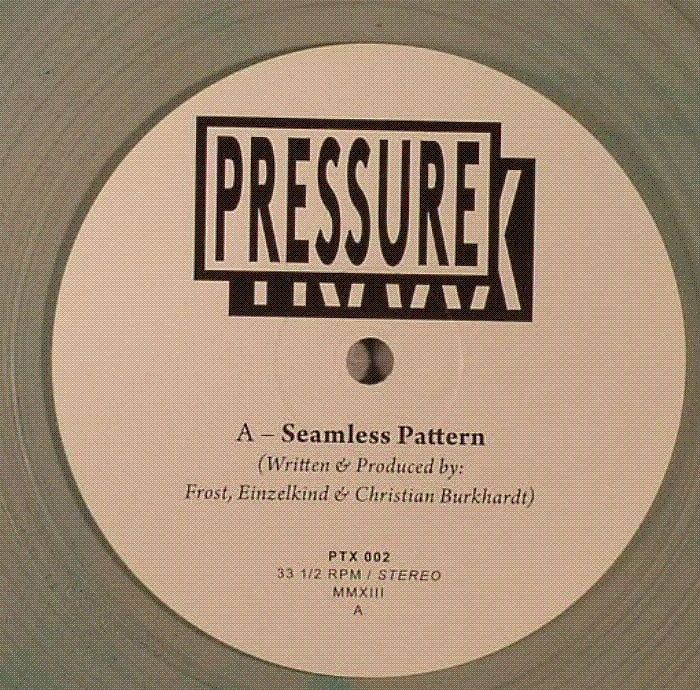 PRESSURE
A – Seamless Pattern
(Written & Produced by:
Frost, Einzelkind & Christian Burkhardt)
PTX 002
33 1/2 RPM / STEREO
MMXIII
A